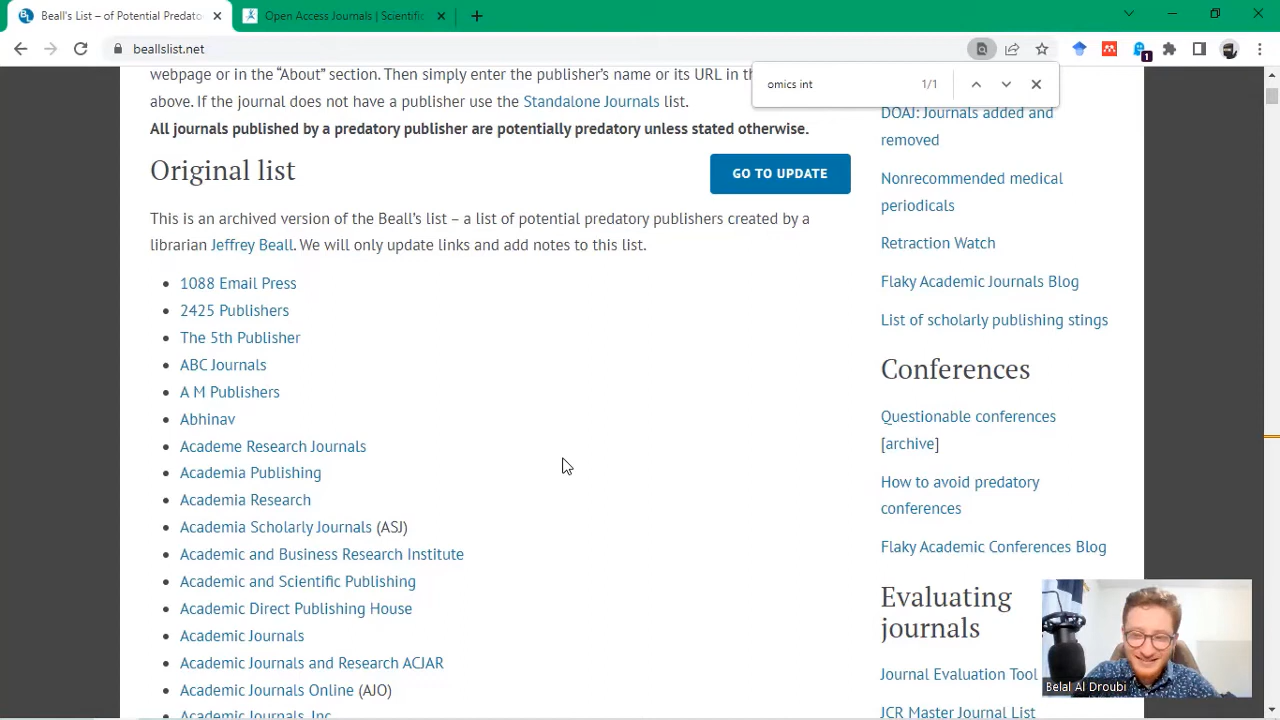 Beall's List – of Potential Predato
Open Access Journals | Scientific
beallslist.net
omics int
1/1
1
webpage or in the “About” section. Then simply enter the publisher’s name or its URL in th
above. If the journal does not have a publisher use the Standalone Journals list.
All journals published by a predatory publisher are potentially predatory unless stated otherwise.
Original list
GO TO UPDATE
This is an archived version of the Beall’s list – a list of potential predatory publishers created by a
librarian Jeffrey Beall. We will only update links and add notes to this list.
1088 Email Press
2425 Publishers
The 5th Publisher
ABC Journals
A M Publishers
Abhinav
Academe Research Journals
Academia Publishing
Academia Research
Academia Scholarly Journals (ASJ)
Academic and Business Research Institute
Academic and Scientific Publishing
Academic Direct Publishing House
Academic Journals
Academic Journals and Research ACJAR
Academic Journals Online (AJO)
Academic Journals, Inc.
DOAJ: Journals added and
removed
Nonrecommended medical
periodicals
Retraction Watch
Flaky Academic Journals Blog
List of scholarly publishing stings
Conferences
Questionable conferences
[archive]
How to avoid predatory
conferences
Flaky Academic Conferences Blog
Evaluating
journals
Journal Evaluation Tool
JCR Master Journal List
Belal Al Droubi